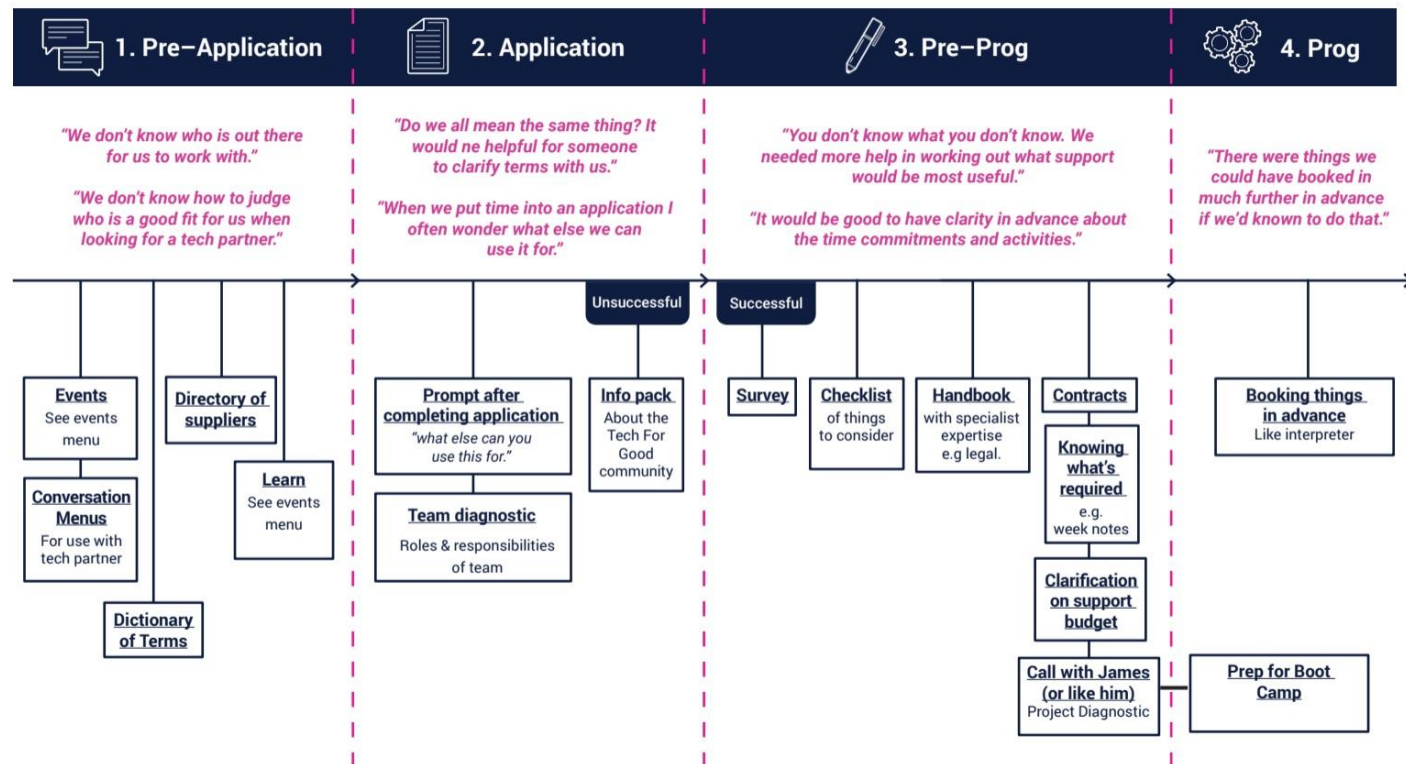 1. Pre–Application
2. Application
3. Pre–Prog
4. Prog
“We don’t know who is out there
for us to work with.”
“We don’t know how to judge
who is a good fit for us when
looking for a tech partner.”
“Do we all mean the same thing? It
would ne helpful for someone
to clarify terms with us.”
“When we put time into an application I
often wonder what else we can
use it for.”
“You don’t know what you don’t know. We
needed more help in working out what support
would be most useful.”
“It would be good to have clarity in advance about
the time commitments and activities.”
“There were things we
could have booked in
much further in advance
if we’d known to do that.”
Unsuccessful
Successful
Events
See events
menu
Conversation
Menus
For use with
tech partner
Dictionary
of Terms
Directory of
suppliers
Learn
See events
menu
Prompt after
completing application
“what else can you
use this for.”
Team diagnostic
Roles & responsibilities
of team
Info pack
About the
Tech For
Good
community
Survey
Checklist
of things
to consider
Handbook
with specialist
expertise
e.g legal.
Contracts
Knowing
what’s
required
e.g.
week notes
Clarification
on support
budget
Call with James
(or like him)
Project Diagnostic
Booking things
in advance
Like interpreter
Prep for Boot
Camp